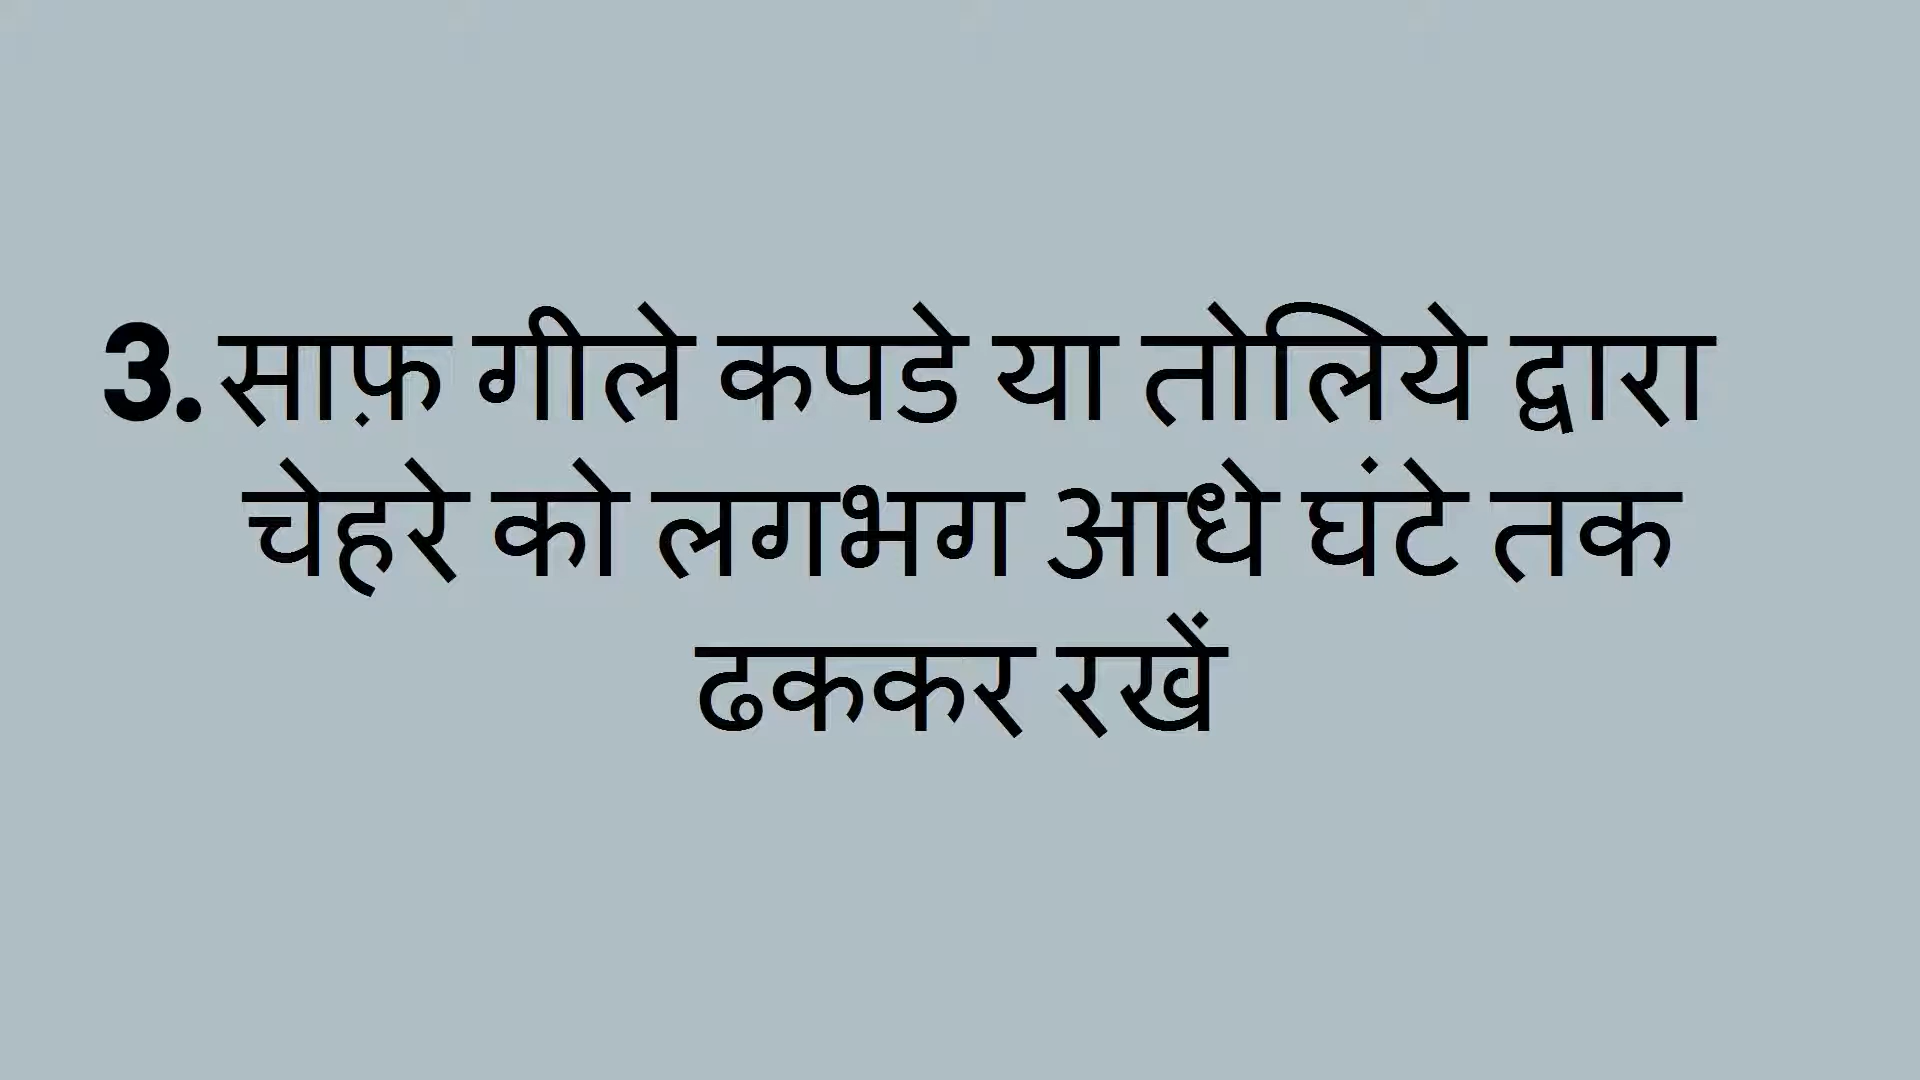 3. साफ़ गीले कपडे या तोलिये द्वारा
चेहरे को लगभग आधे घंटे तक
ढककर रखें